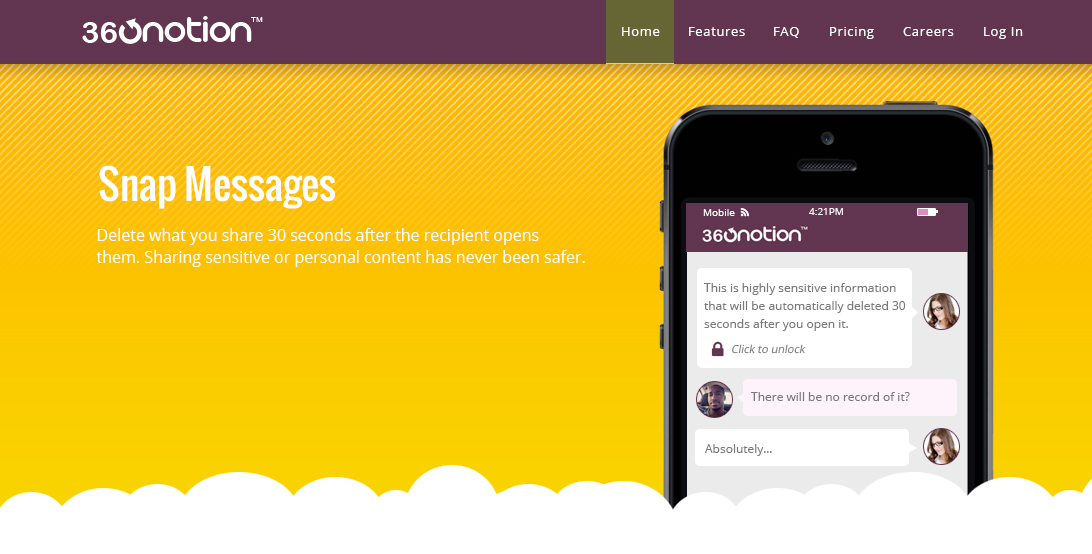 360notion™
Home Features FAQ Pricing Careers Log In
Snap Messages
Delete what you share 30 seconds after the recipient opens
them. Sharing sensitive or personal content has never been safer.
Mobile 4:21PM
360notion™
This is highly sensitive information
that will be automatically deleted 30
seconds after you open it.
Click to unlock
There will be no record of it?
Absolutely...